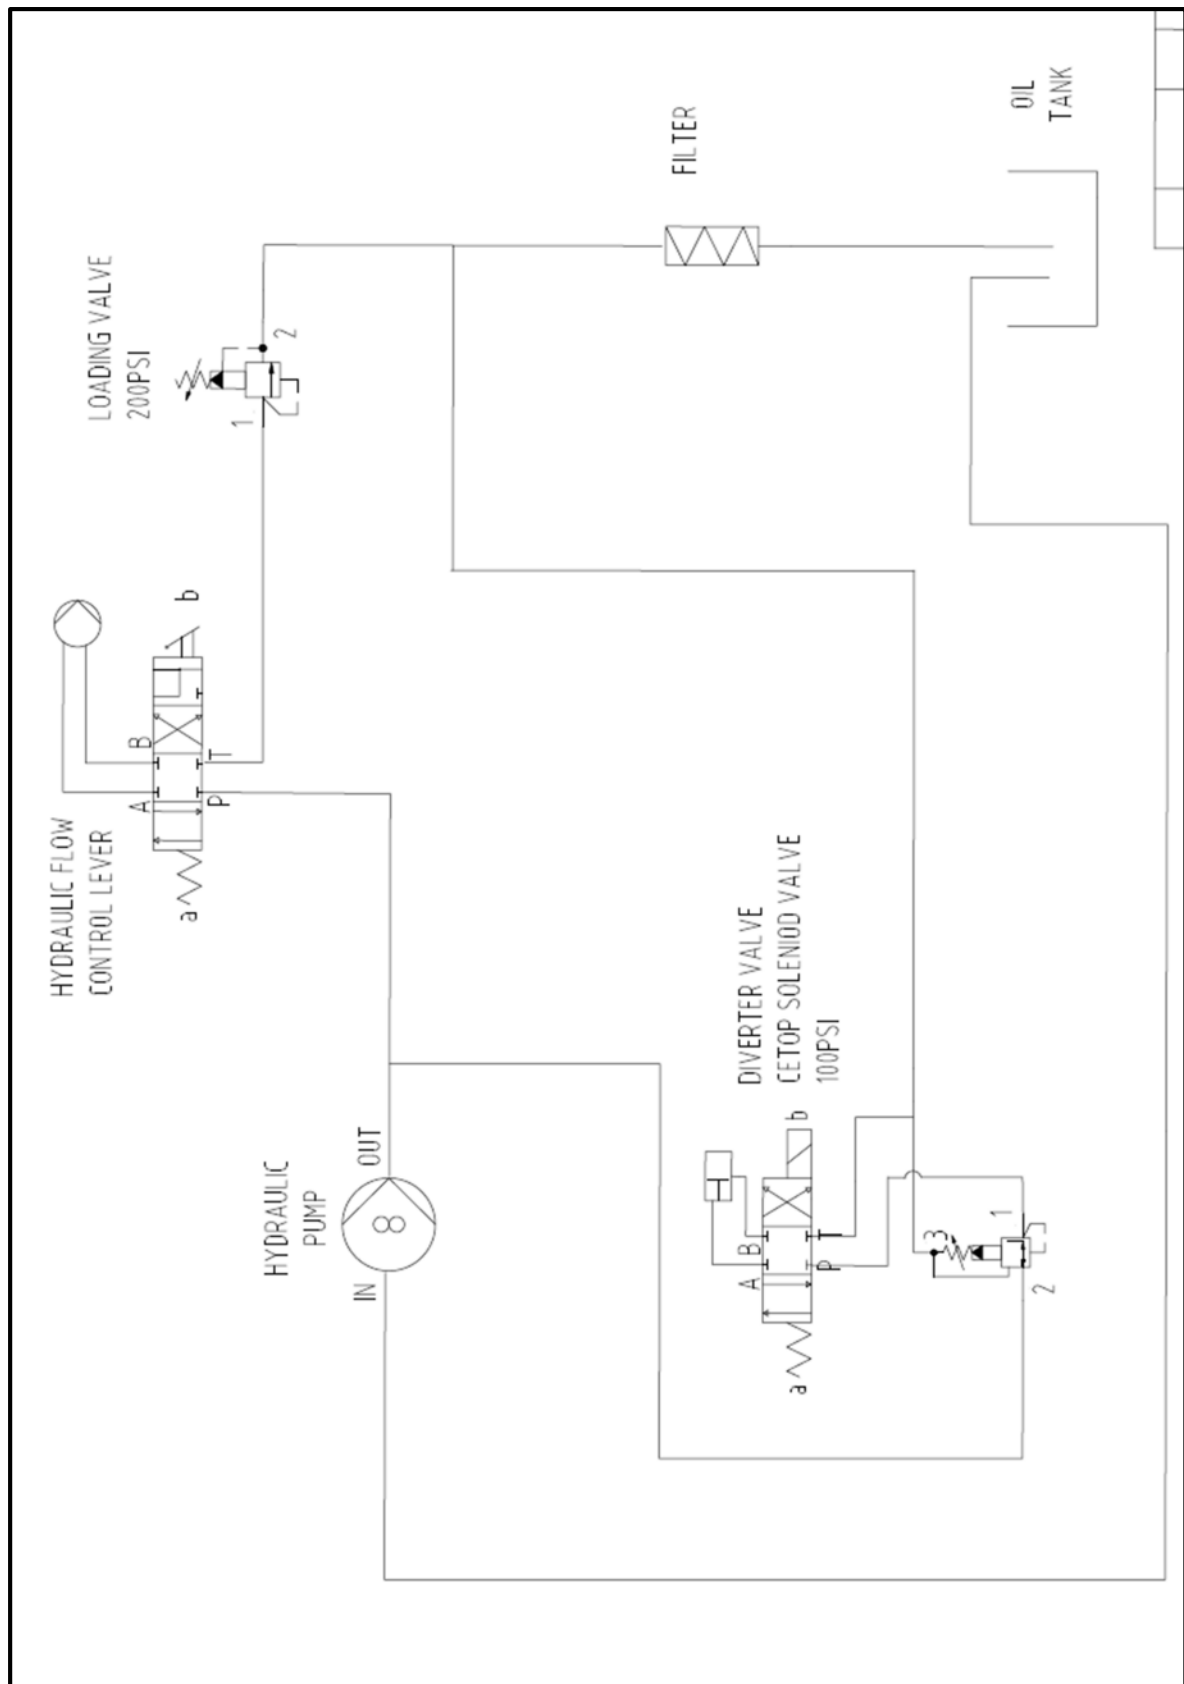 HYDRAULIC FLOW
CONTROL LEVER
a
A
B
P
T
b
LOADING VALVE
200PSI
1
2
FILTER
OIL
TANK
HYDRAULIC
PUMP
IN
OUT
8
DIVERTER VALVE
CETOP SOLENIOD VALVE
100PSI
a
A
B
P
T
b
2
3
1